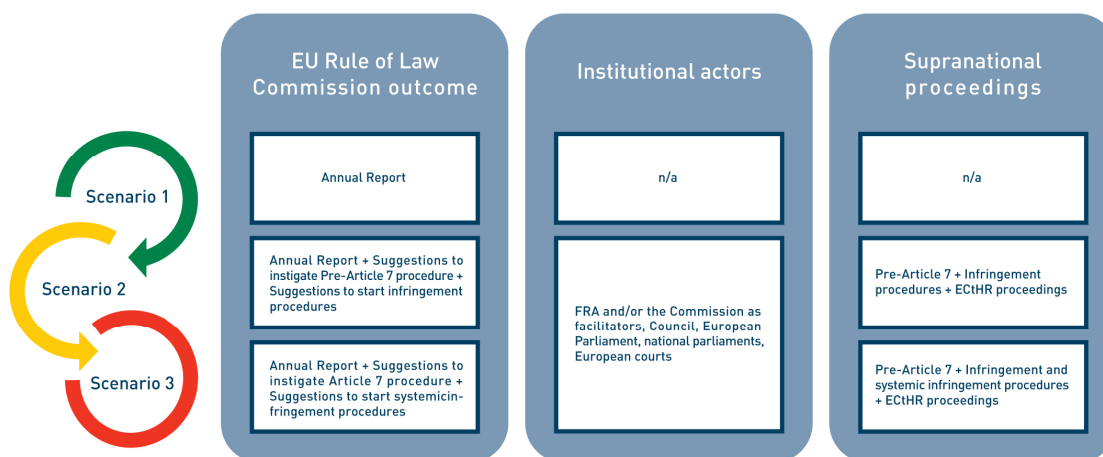 EU Rule of Law
Commission outcome
Institutional actors
Supranational
proceedings
Scenario 1
Annual Report
n/a
n/a
Scenario 2
Annual Report + Suggestions to
instigate Pre-Article 7 procedure +
Suggestions to start infringement
procedures
FRA and/or the Commission as
facilitators, Council, European
Parliament, national parliaments,
European courts
Pre-Article 7 + Infringement
procedures + ECtHR proceedings
Scenario 3
Annual Report + Suggestions to
instigate Article 7 procedure +
Suggestions to start systemicin-
fringement procedures
Pre-Article 7 + Infringement and
systemic infringement procedures
+ ECtHR proceedings